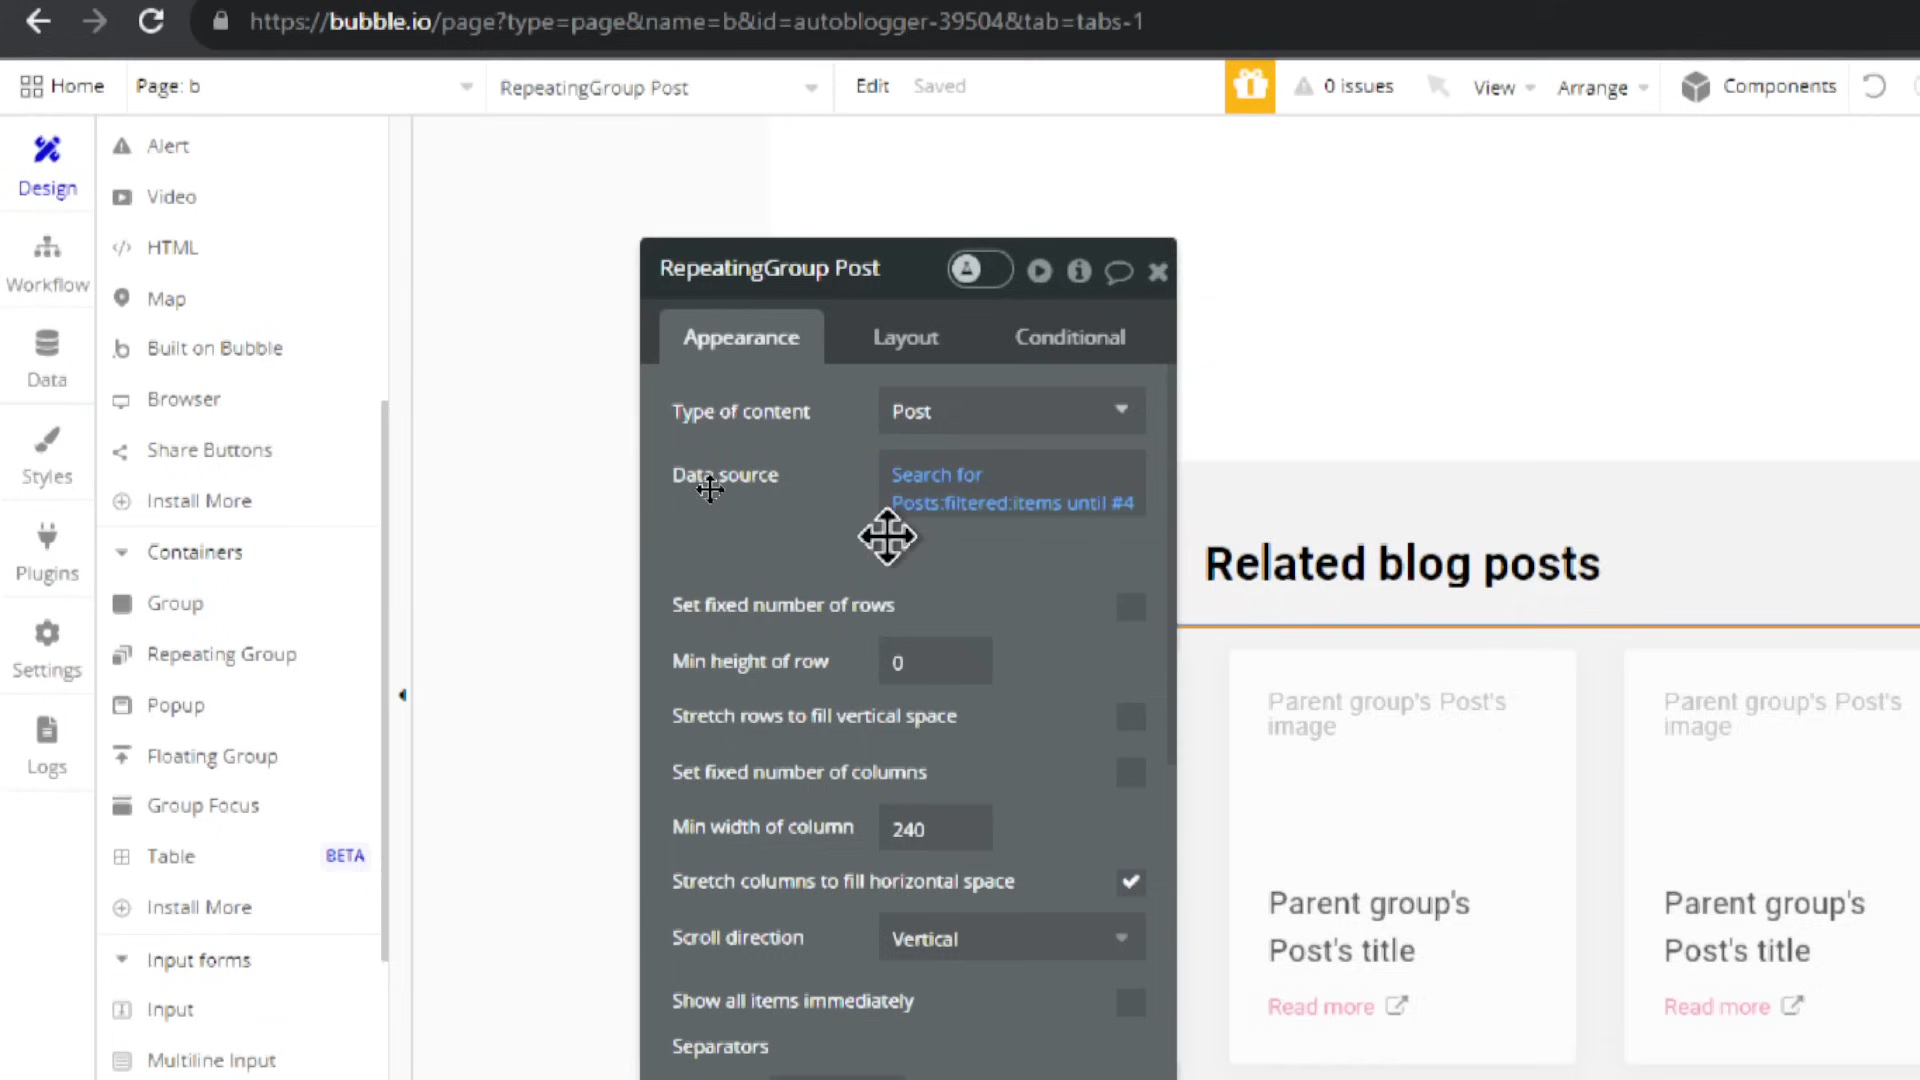 https://bubble.io/page?type=page&name=b&id=autoblogger-39504&tab=tabs-1
Home
Page: b
RepeatingGroup Post
Edit
Saved
0 issues
View
Arrange
Components
Design
Workflow
Data
Styles
Plugins
Settings
Logs
Alert
Video
HTML
Map
Built on Bubble
Browser
Share Buttons
Install More
Containers
Group
Repeating Group
Popup
Floating Group
Group Focus
Table BETA
Install More
Input forms
Input
Multiline Input
RepeatingGroup Post
Appearance
Layout
Conditional
Type of content
Post
Data source
Search for
Posts:filtered:items until #4
Set fixed number of rows
Min height of row
0
Stretch rows to fill vertical space
Set fixed number of columns
Min width of column
240
Stretch columns to fill horizontal space
Scroll direction
Vertical
Show all items immediately
Separators
Related blog posts
Parent group's Post's
image
Parent group's
Post's title
Read more
Parent group's Post's
image
Parent group's
Post's title
Read more